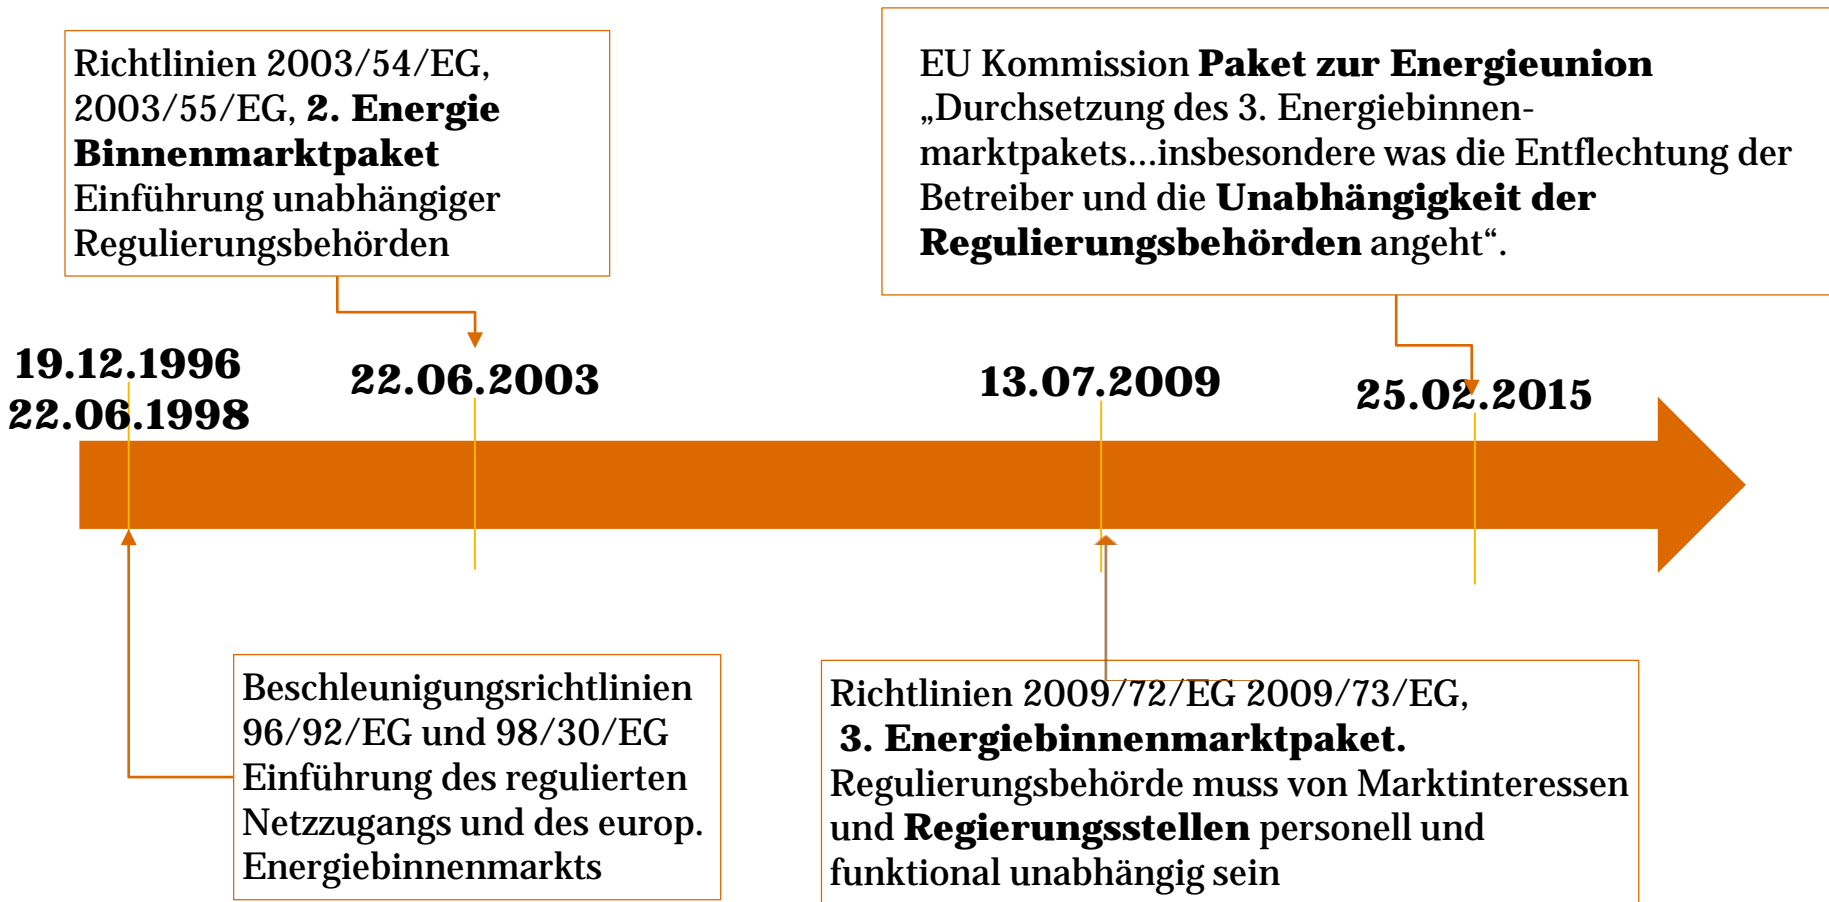 Richtlinien 2003/54/EG,
2003/55/EG, 2. Energie
Binnenmarktpaket
Einführung unabhängiger
Regulierungsbehörden
EU Kommission Paket zur Energieunion
„Durchsetzung des 3. Energiebinnen-
marktpakets...insbesondere was die Entflechtung der
Betreiber und die Unabhängigkeit der
Regulierungsbehörden angeht“.
19.12.1996
22.06.1998
22.06.2003
13.07.2009
25.02.2015
Beschleunigungsrichtlinien
96/92/EG und 98/30/EG
Einführung des regulierten
Netzzugangs und des europ.
Energiebinnenmarkts
Richtlinien 2009/72/EG 2009/73/EG,
3. Energiebinnenmarktpaket.
Regulierungsbehörde muss von Marktinteressen
und Regierungsstellen personell und
funktional unabhängig sein